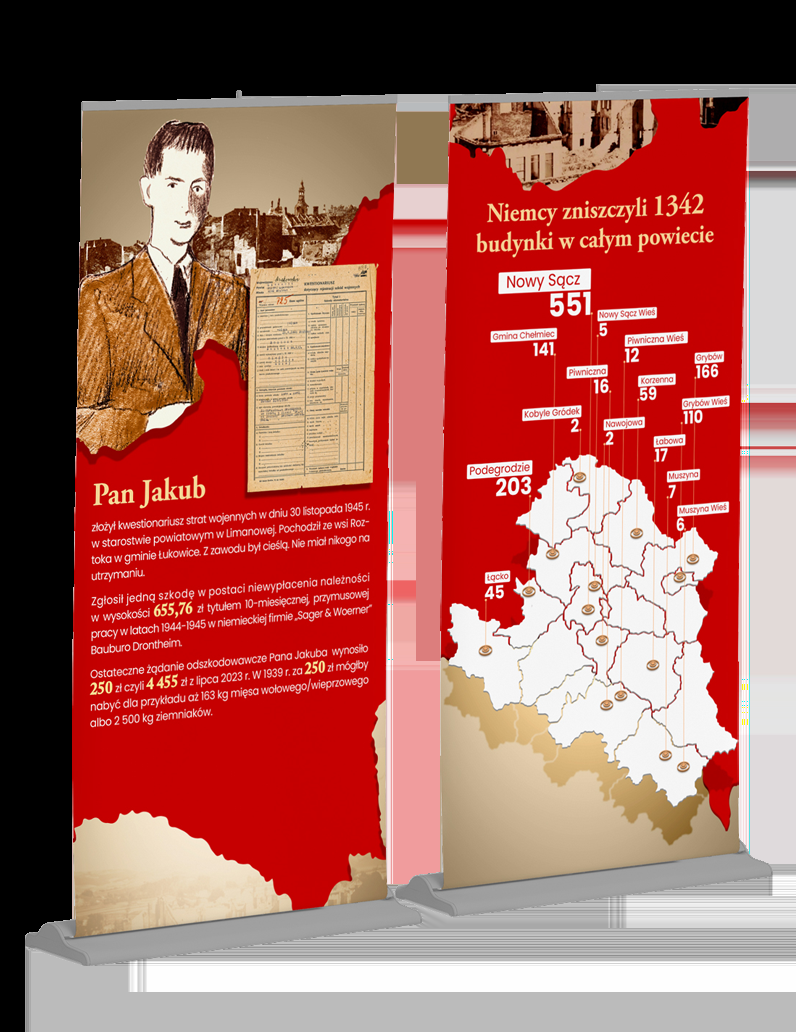 KWESTIONARIUSZ
Pan Jakub
złożył kwestionariusz strat wojennych w dniu 30 listopada 1945 r.
w starostwie powiatowym w Limanowej. Pochodził ze wsi Roz-
toka w gminie Łukowice. Z zawodu był cieślą. Nie miał nikogo na
utrzymaniu.
Zgłosił jedną szkodę w postaci niewypłacenia należności
w wysokości 655,76 zł tytułem 10-miesięcznej, przymusowej
pracy w latach 1944-1945 w niemieckiej firmie „Sager & Woerner”
Bauburo Drontheim.
Ostateczne żądanie odszkodowawcze Pana Jakuba wynosiło
250 zł czyli 4 455 zł z lipca 2023 r. W 1939 r. za 250 zł mógłby
nabyć dla przykładu aż 163 kg mięsa wołowego/wieprzowego
albo 2 500 kg ziemniaków.
Niemcy zniszczyli 1342
budynki w całym powiecie
Nowy Sącz
551
Nowy Sącz Wieś
5
Gmina Chełmiec
141
Piwniczna Wieś
12
Grybów
166
Piwniczna
16
Korzenna
59
Grybów Wieś
110
Kobyle Gródek
2
Nawojowa
2
Łabowa
17
Podegrodzie
203
Muszyna
7
Muszyna Wieś
6
Łącko
45